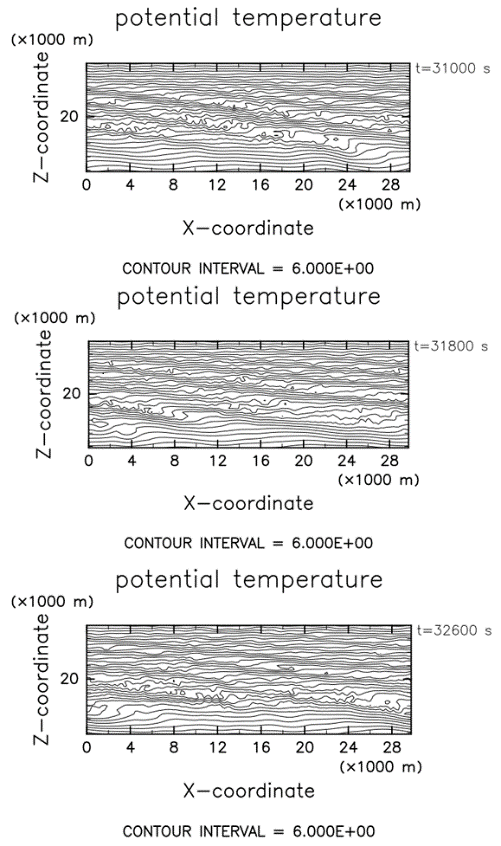 potential temperature
(×1000 m)
t=31000 s
Z−coordinate
20
0 4 8 12 16 20 24 28
(×1000 m)
X−coordinate
CONTOUR INTERVAL = 6.000E+00
potential temperature
(×1000 m)
t=31800 s
Z−coordinate
20
0 4 8 12 16 20 24 28
(×1000 m)
X−coordinate
CONTOUR INTERVAL = 6.000E+00
potential temperature
(×1000 m)
t=32600 s
Z−coordinate
20
0 4 8 12 16 20 24 28
(×1000 m)
X−coordinate
CONTOUR INTERVAL = 6.000E+00